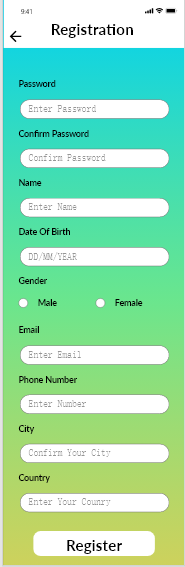 9:41
Registration
Password
Enter Password
Confirm Password
Confirm Password
Name
Enter Name
Date Of Birth
DD/MM/YEAR
Gender
Male Female
Email
Enter Email
Phone Number
Enter Number
City
Confirm Your City
Country
Enter Your Counry
Register